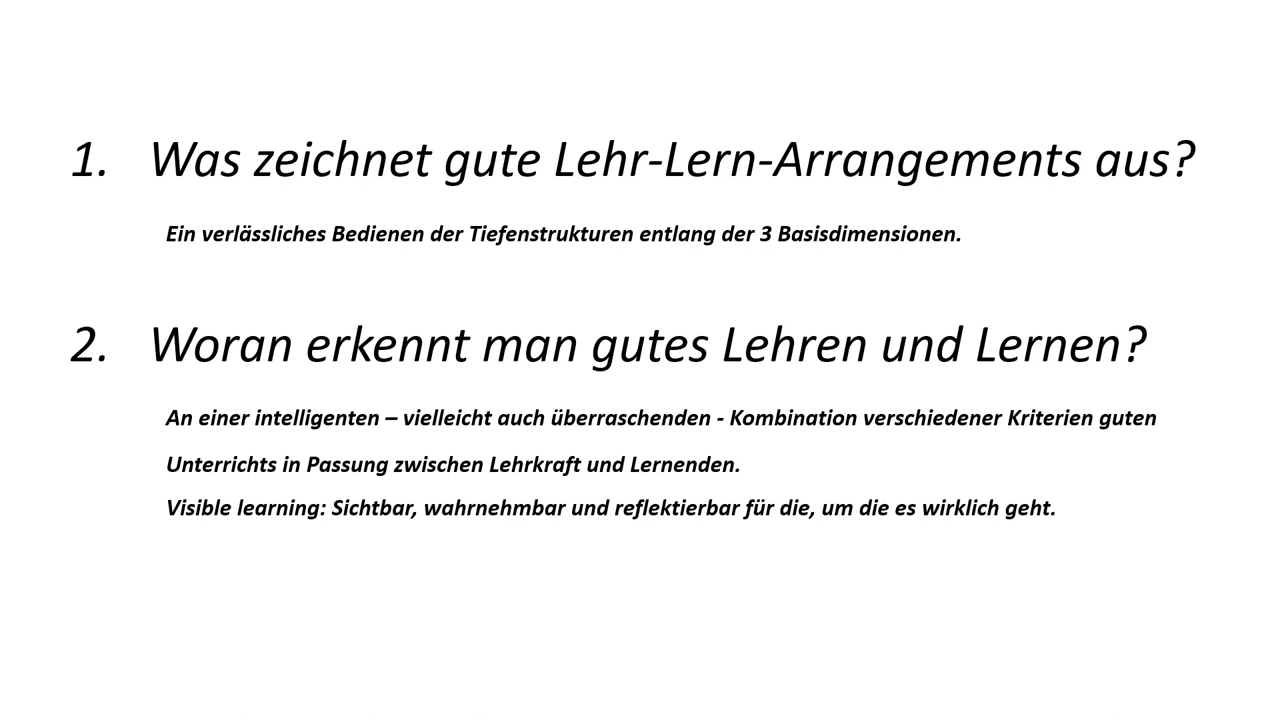 1. Was zeichnet gute Lehr-Lern-Arrangements aus?
Ein verlässliches Bedienen der Tiefenstrukturen entlang der 3 Basisdimensionen.
2. Woran erkennt man gutes Lehren und Lernen?
An einer intelligenten – vielleicht auch überraschenden - Kombination verschiedener Kriterien guten
Unterrichts in Passung zwischen Lehrkraft und Lernenden.
Visible learning: Sichtbar, wahrnehmbar und reflektierbar für die, um die es wirklich geht.